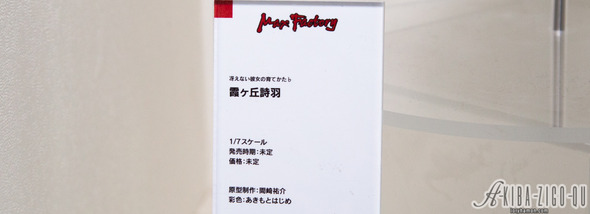 Max Factory
冴えない彼女の育てかた♭
霞ヶ丘詩羽
1/7スケール
発売時期:未定
価格:未定
原型制作:間崎祐介
彩色:あきもとはじめ
AKIBA-ZIGO-QU